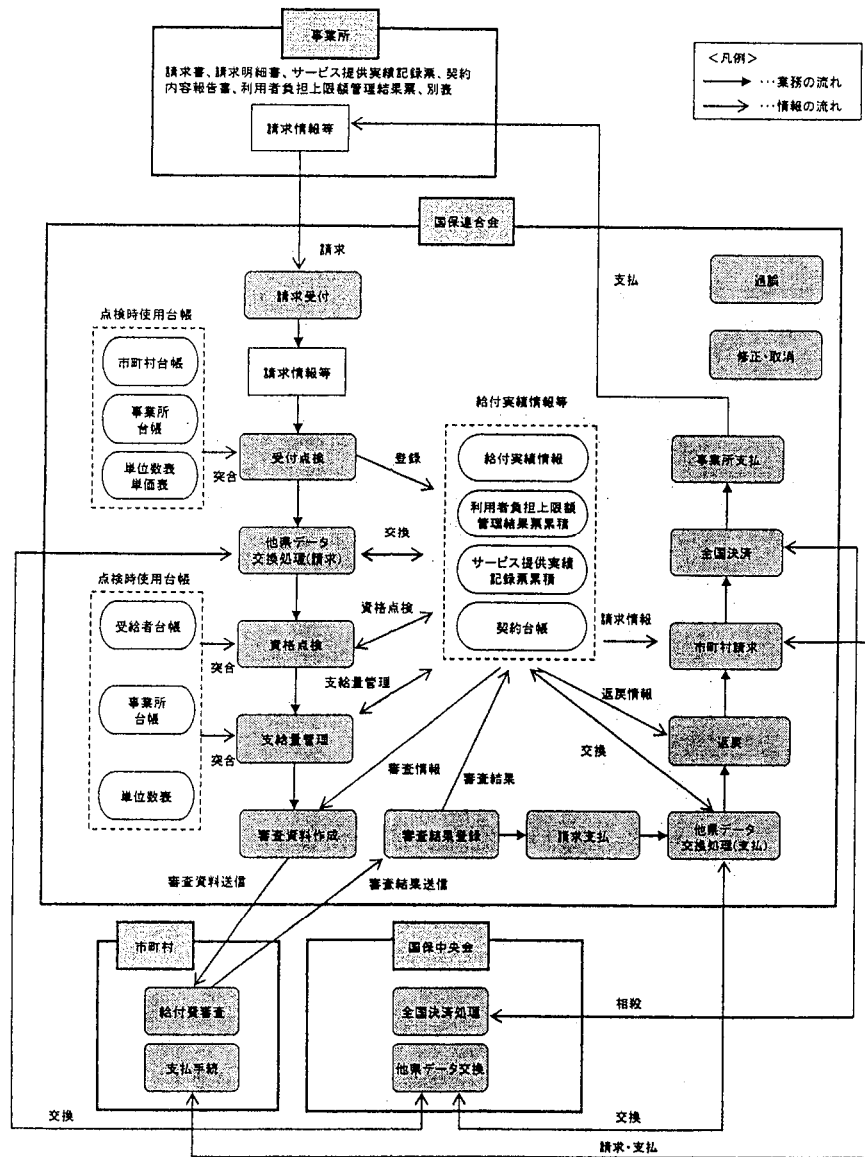 事業所
請求書、請求明細書、サービス提供実績記録票、契約
内容報告書、利用者負担上限額管理結果票、別表
請求情報等
<凡例>
…業務の流れ
…情報の流れ
国保連合会
請求
支払
請求受付
過誤
点検時使用台帳
市町村台帳
請求情報等
修正・取消
給付実績情報等
事業所
台帳
受付点検
登録
給付実績情報
事業所支払
突合
単位数表
単価表
利用者負担上限額
管理結果票累積
他県データ
交換処理(請求)
交換
サービス提供実績
記録票累積
全国決済
点検時使用台帳
資格点検
受給者台帳
資格点検
契約台帳
請求情報
市町村請求
突合
支給量管理
事業所
台帳
支給量管理
返戻情報
返戻
突合
審査情報
審査結果
交換
単位数表
審査資料作成
審査結果登録
請求支払
他県データ
交換処理(支払)
審査資料送信
審査結果送信
市町村
国保中央会
給付費審査
全国決済処理
相殺
支払手続
他県データ交換
交換
交換
請求・支払